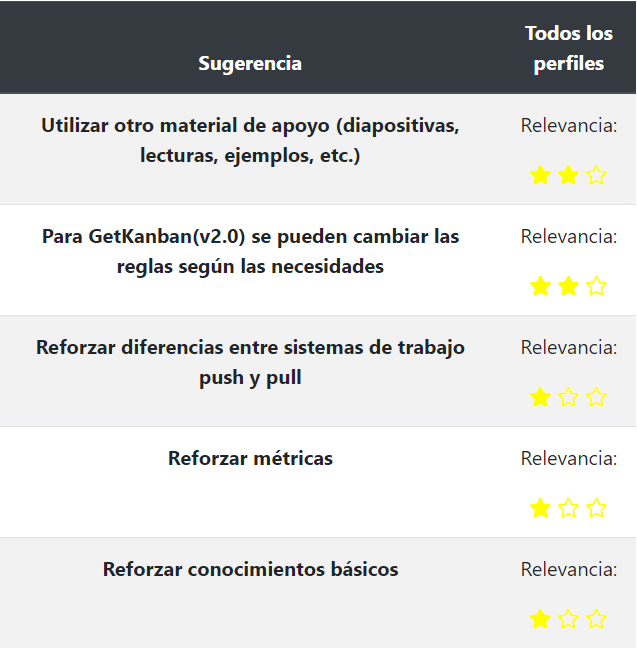 Sugerencia
Todos los
perfiles
Utilizar otro material de apoyo (diapositivas,
lecturas, ejemplos, etc.)
Relevancia:
Para GetKanban(v2.0) se pueden cambiar las
reglas según las necesidades
Relevancia:
Reforzar diferencias entre sistemas de trabajo
push y pull
Relevancia:
Reforzar métricas
Relevancia:
Reforzar conocimientos básicos
Relevancia: